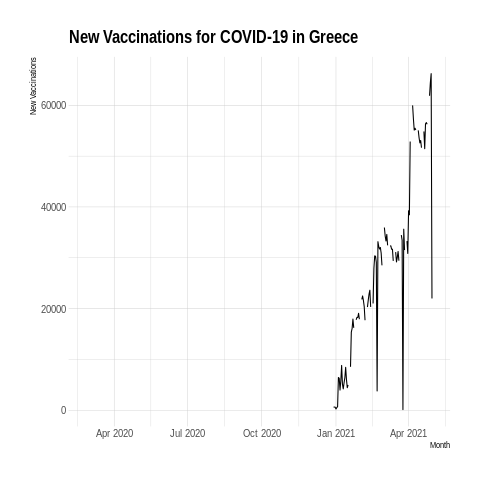 New Vaccinations for COVID-19 in Greece
New Vaccinations
60000
40000
20000
0
Apr 2020 Jul 2020 Oct 2020 Jan 2021 Apr 2021
Month